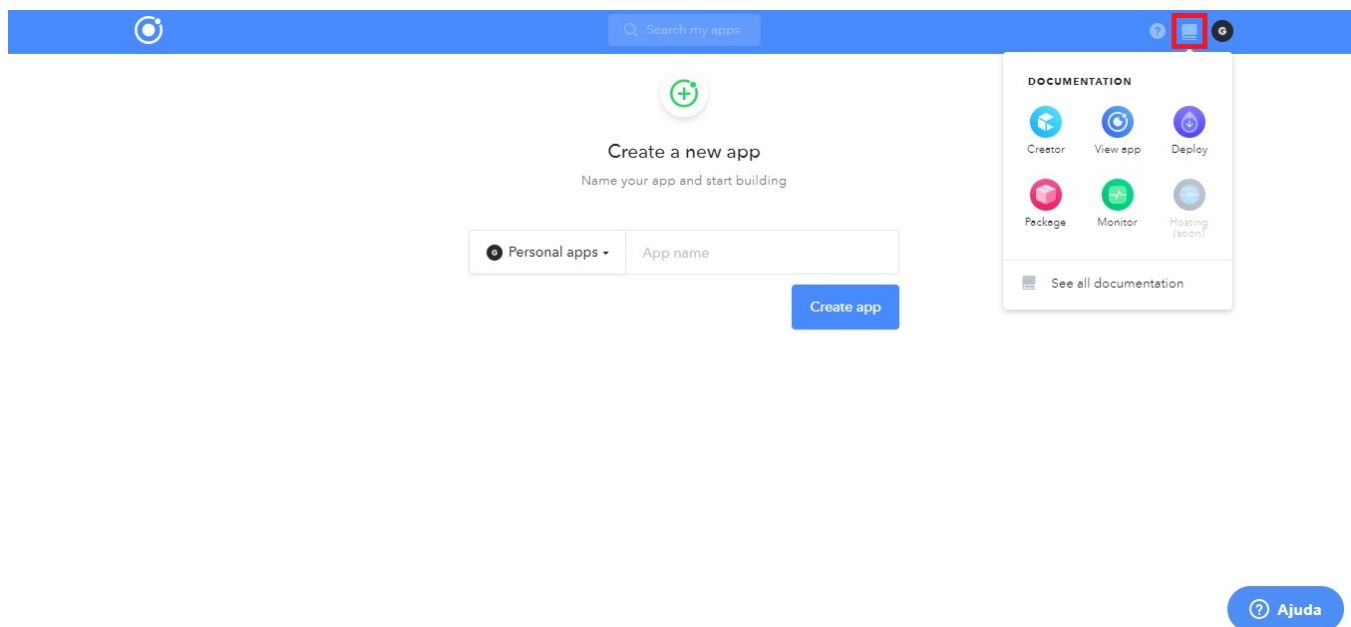 Search my apps
?
G
DOCUMENTATION
Creator
View app
Deploy
Package
Monitor
Hosting
(soon)
See all documentation
Create a new app
Name your app and start building
G Personal apps
App name
Create app
? Ajuda